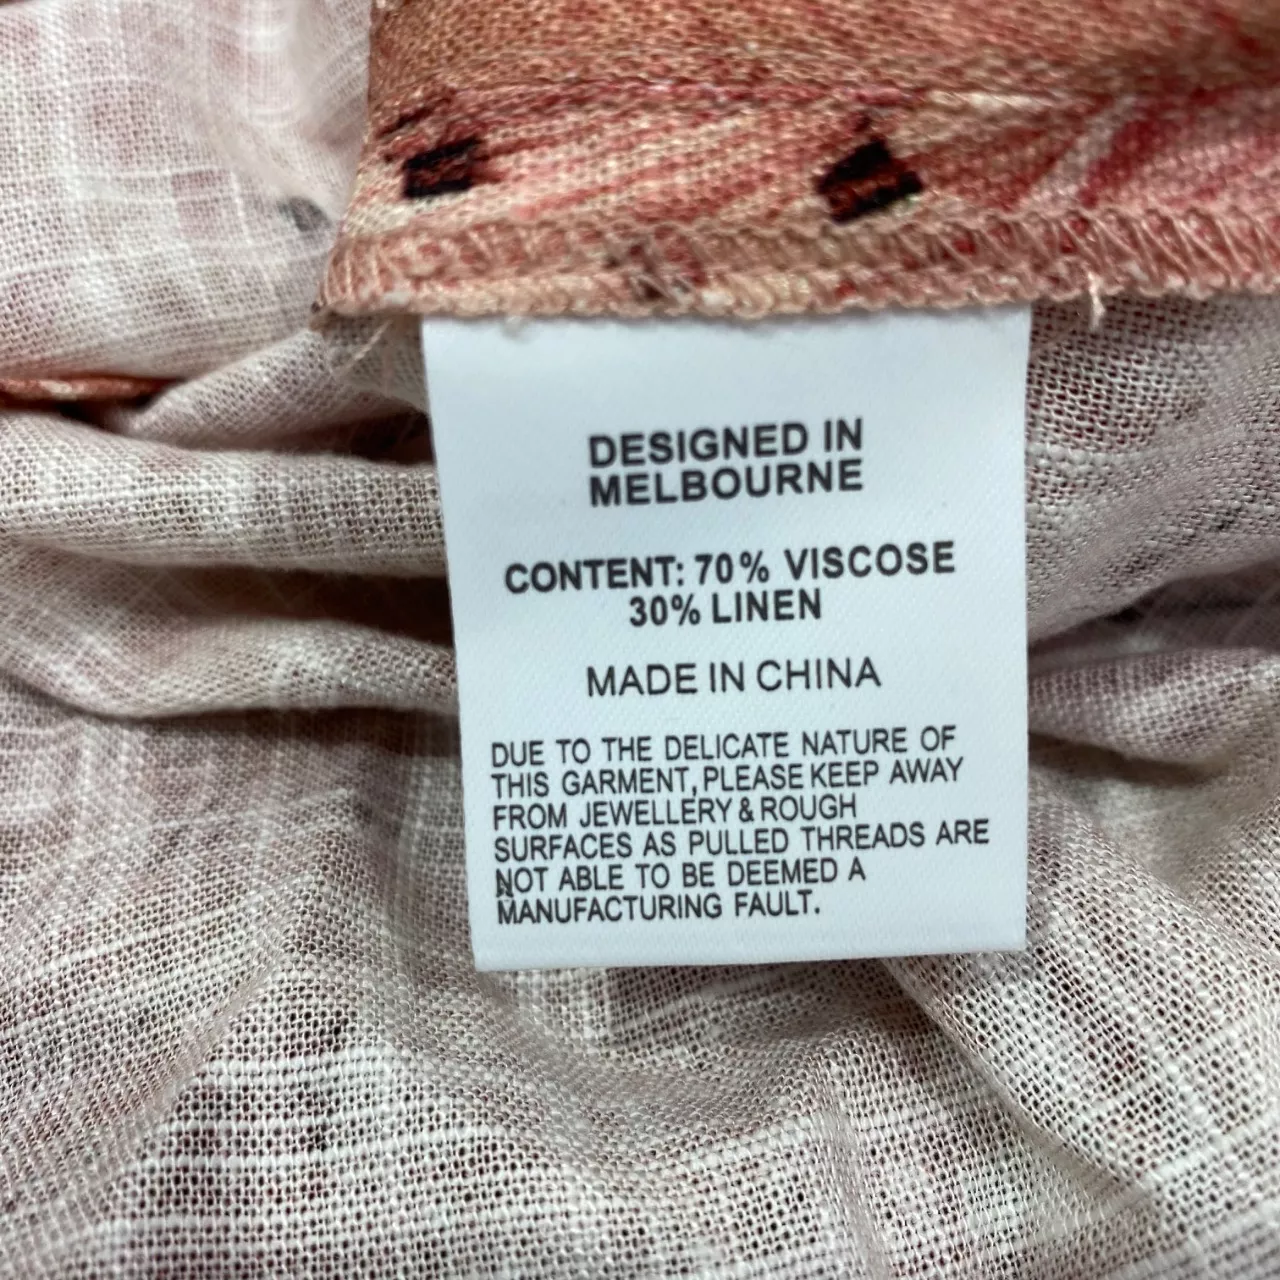 DESIGNED IN
MELBOURNE
CONTENT: 70% VISCOSE
30% LINEN
MADE IN CHINA
DUE TO THE DELICATE NATURE OF
THIS GARMENT, PLEASE KEEP AWAY
FROM JEWELLERY & ROUGH
SURFACES AS PULLED THREADS ARE
NOT ABLE TO BE DEEMED A
MANUFACTURING FAULT.